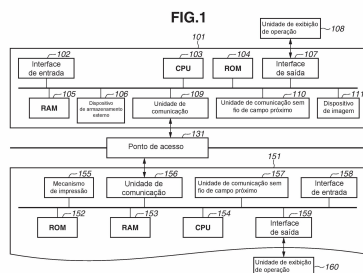 FIG.1
Unidade de exibição
de operação
108
101
102
103
104
107
Interface
de entrada
CPU
ROM
Interface
de saída
105
106
109
110
111
RAM
Dispositivo
de armazenamento
externo
Unidade de
comunicação
Unidade de comunicação sem
fio de campo próximo
Dispositivo
de imagem
131
Ponto de acesso
151
155
156
157
158
Mecanismo
de impressão
Unidade de
comunicação
Unidade de comunicação sem
fio de campo próximo
Interface
de entrada
152
153
154
159
ROM
RAM
CPU
Interface
de saída
Unidade de exibição
de operação
160